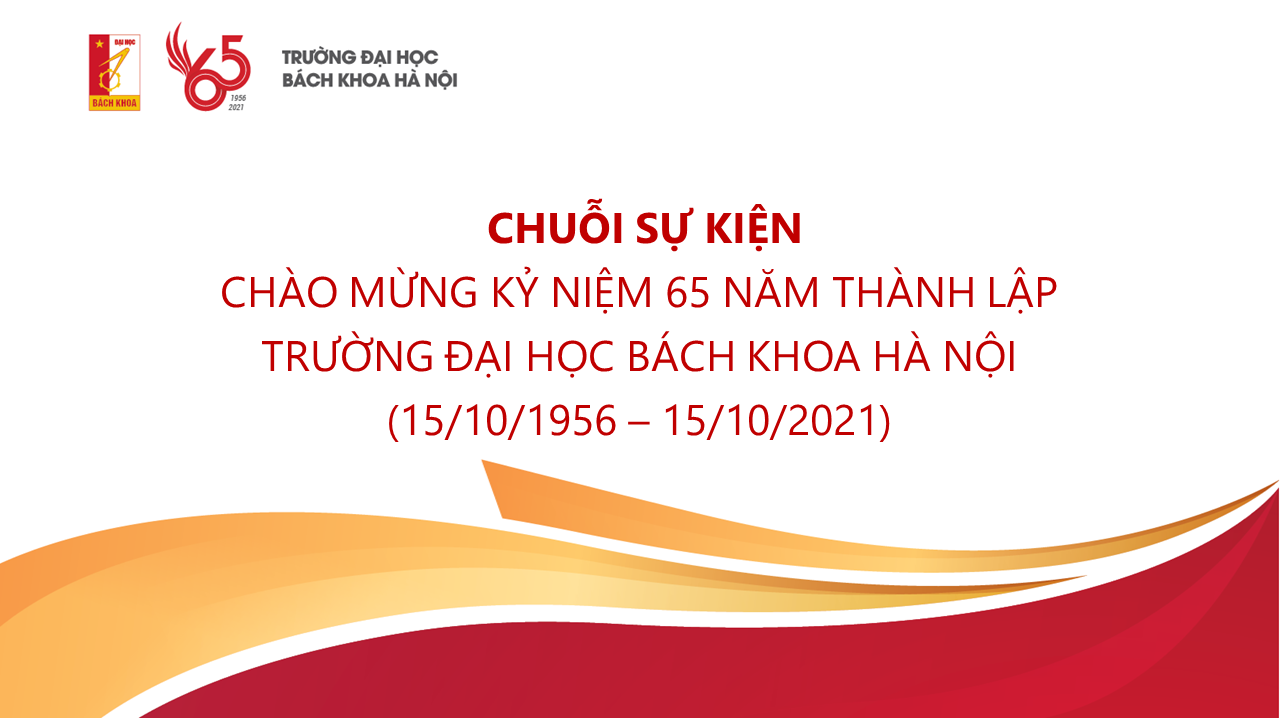 ĐẠI HỌC
BÁCH KHOA
65
1956
2021
TRƯỜNG ĐẠI HỌC
BÁCH KHOA HÀ NỘI
CHUỖI SỰ KIỆN
CHÀO MỪNG KỶ NIỆM 65 NĂM THÀNH LẬP
TRƯỜNG ĐẠI HỌC BÁCH KHOA HÀ NỘI
(15/10/1956 – 15/10/2021)